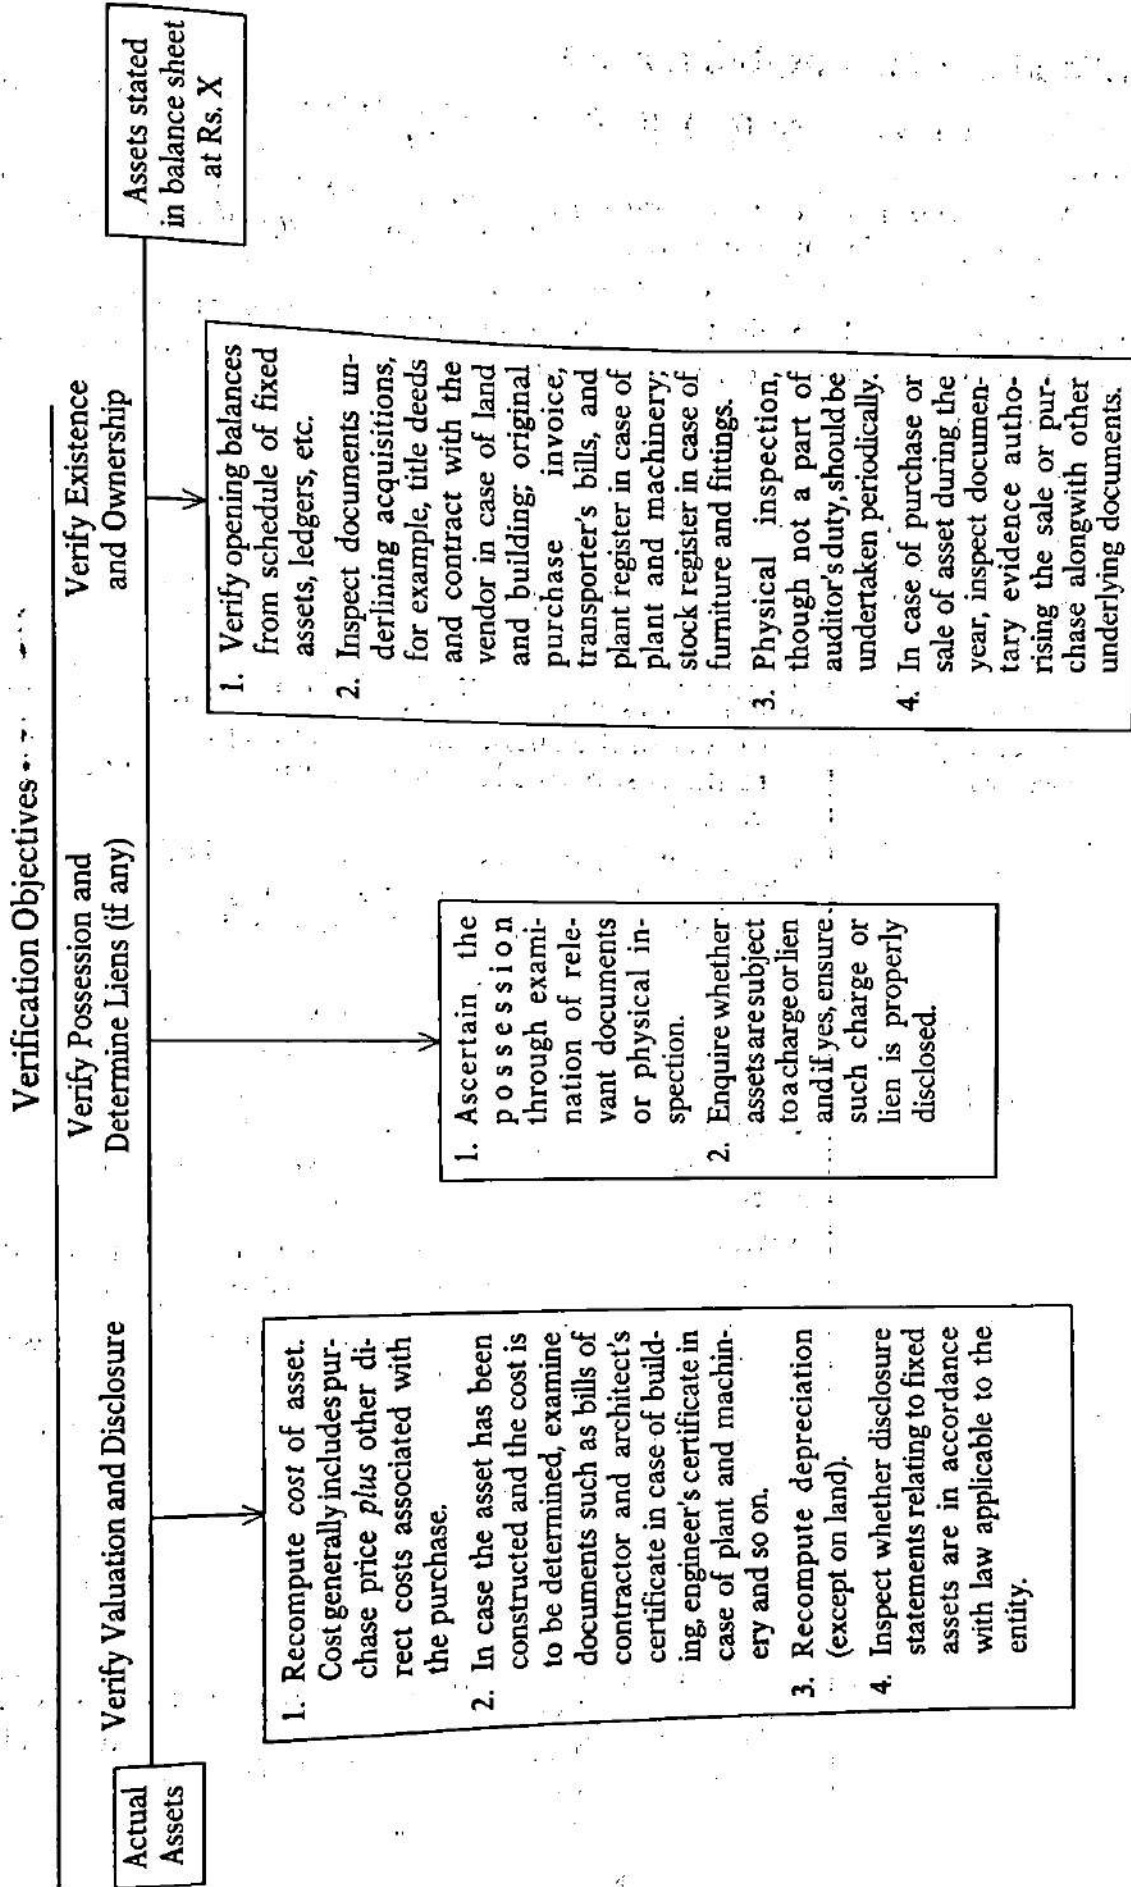 Verification Objectives
Actual
Assets
Verify Valuation and Disclosure
Verify Possession and
Determine Liens (if any)
Verify Existence
and Ownership
Assets stated
in balance sheet
at Rs. X
1. Recompute cost of asset.
Cost generally includes pur-
chase price plus other di-
rect costs associated with
the purchase.
2. In case the asset has been
constructed and the cost is
to be determined, examine
documents such as bills of
contractor and architect's
certificate in case of build-
ing, engineer's certificate in
case of plant and machin-
ery and so on.
3. Recompute depreciation
(except on land).
4. Inspect whether disclosure
statements relating to fixed
assets are in accordance
with law applicable to the
entity.
1. Ascertain the
possession
through exami-
nation of rele-
vant documents
or physical in-
spection.
2. Enquire whether
assets are subject
to a charge or lien
and if yes, ensure
such charge or
lien is properly
disclosed.
1. Verify opening balances
from schedule of fixed
assets, ledgers, etc.
2. Inspect documents un-
derlining acquisitions,
for example, title deeds
and contract with the
vendor in case of land
and building; original
purchase invoice,
transporter's bills, and
plant register in case of
plant and machinery;
stock register in case of
furniture and fittings.
3. Physical inspection,
though not a part of
auditor's duty, should be
undertaken periodically.
4. In case of purchase or
sale of asset during the
year, inspect documen-
tary evidence autho-
rising the sale or pur-
chase alongwith other
underlying documents.